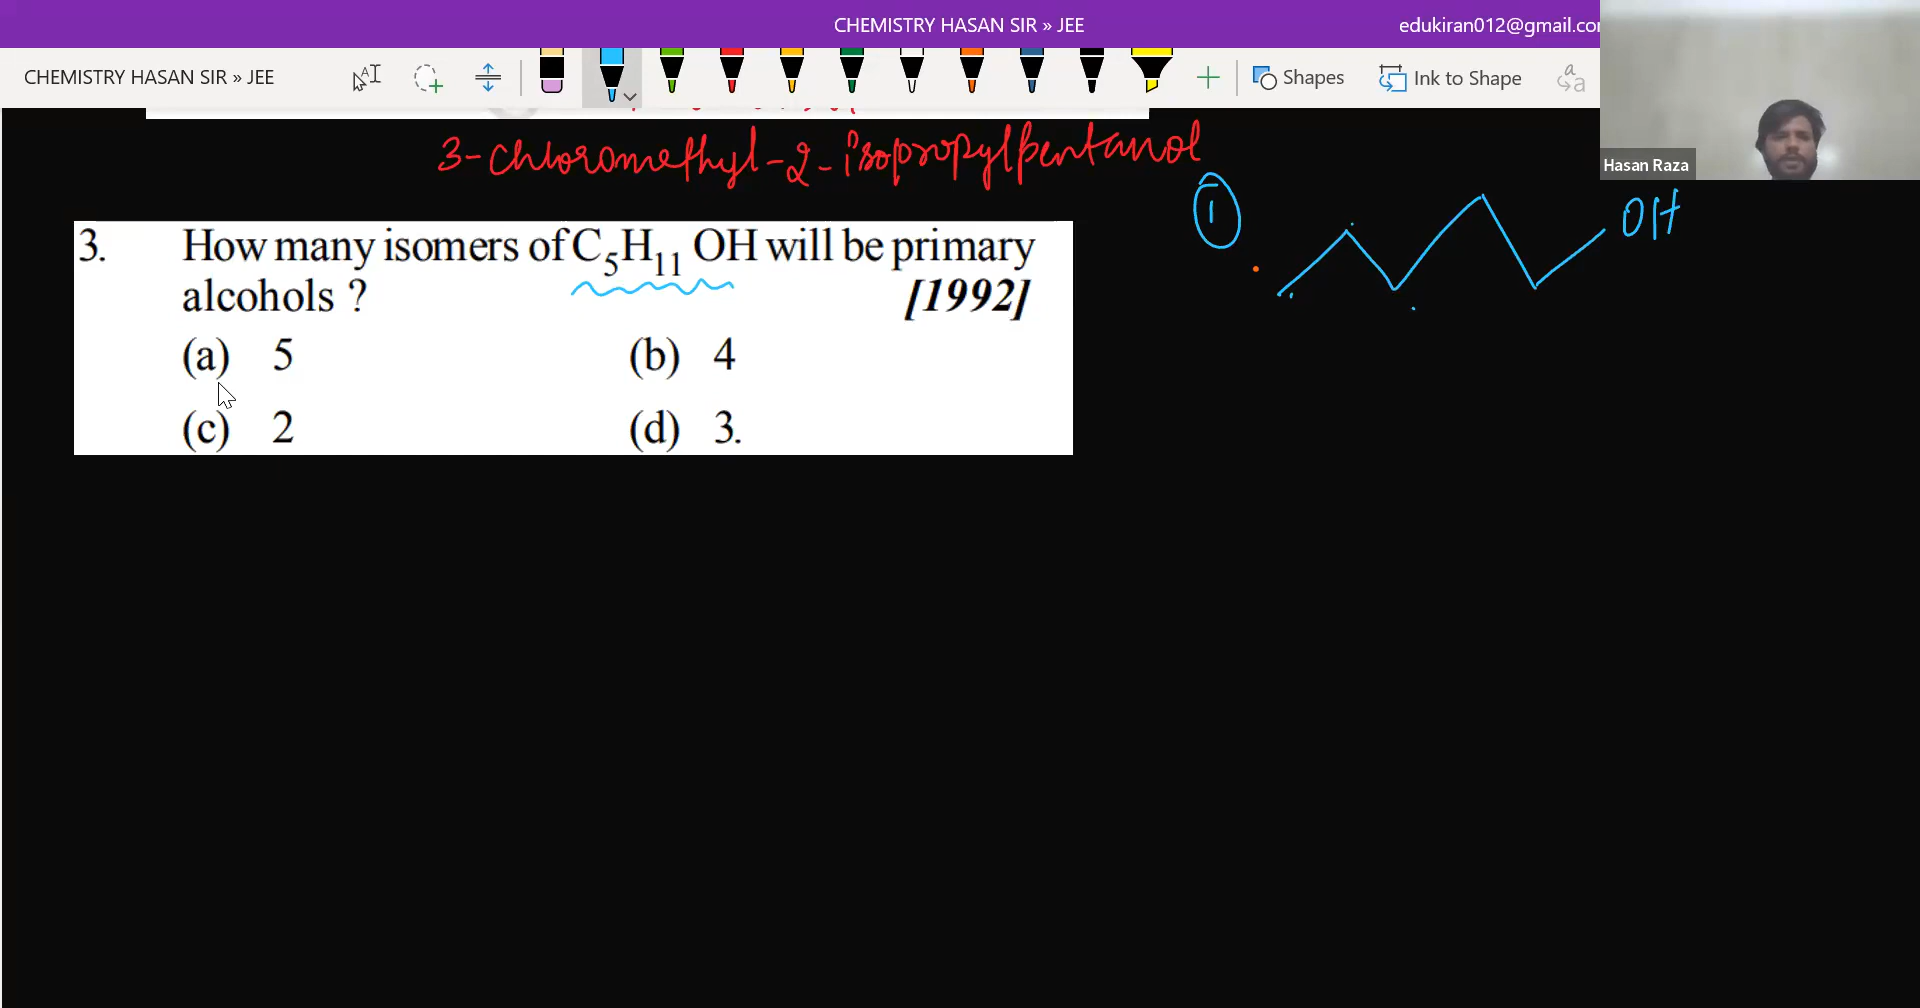 CHEMISTRY HASAN SIR » JEE
edukiran012@gmail.co
CHEMISTRY HASAN SIR » JEE
Shapes
Ink to Shape
Hasan Raza
3-chloromethyl-2-isopropylpentanol
3. How many isomers of C₅H₁₁ OH will be primary
alcohols ? [1992]
(a) 5 (b) 4
(c) 2 (d) 3.
1
OH